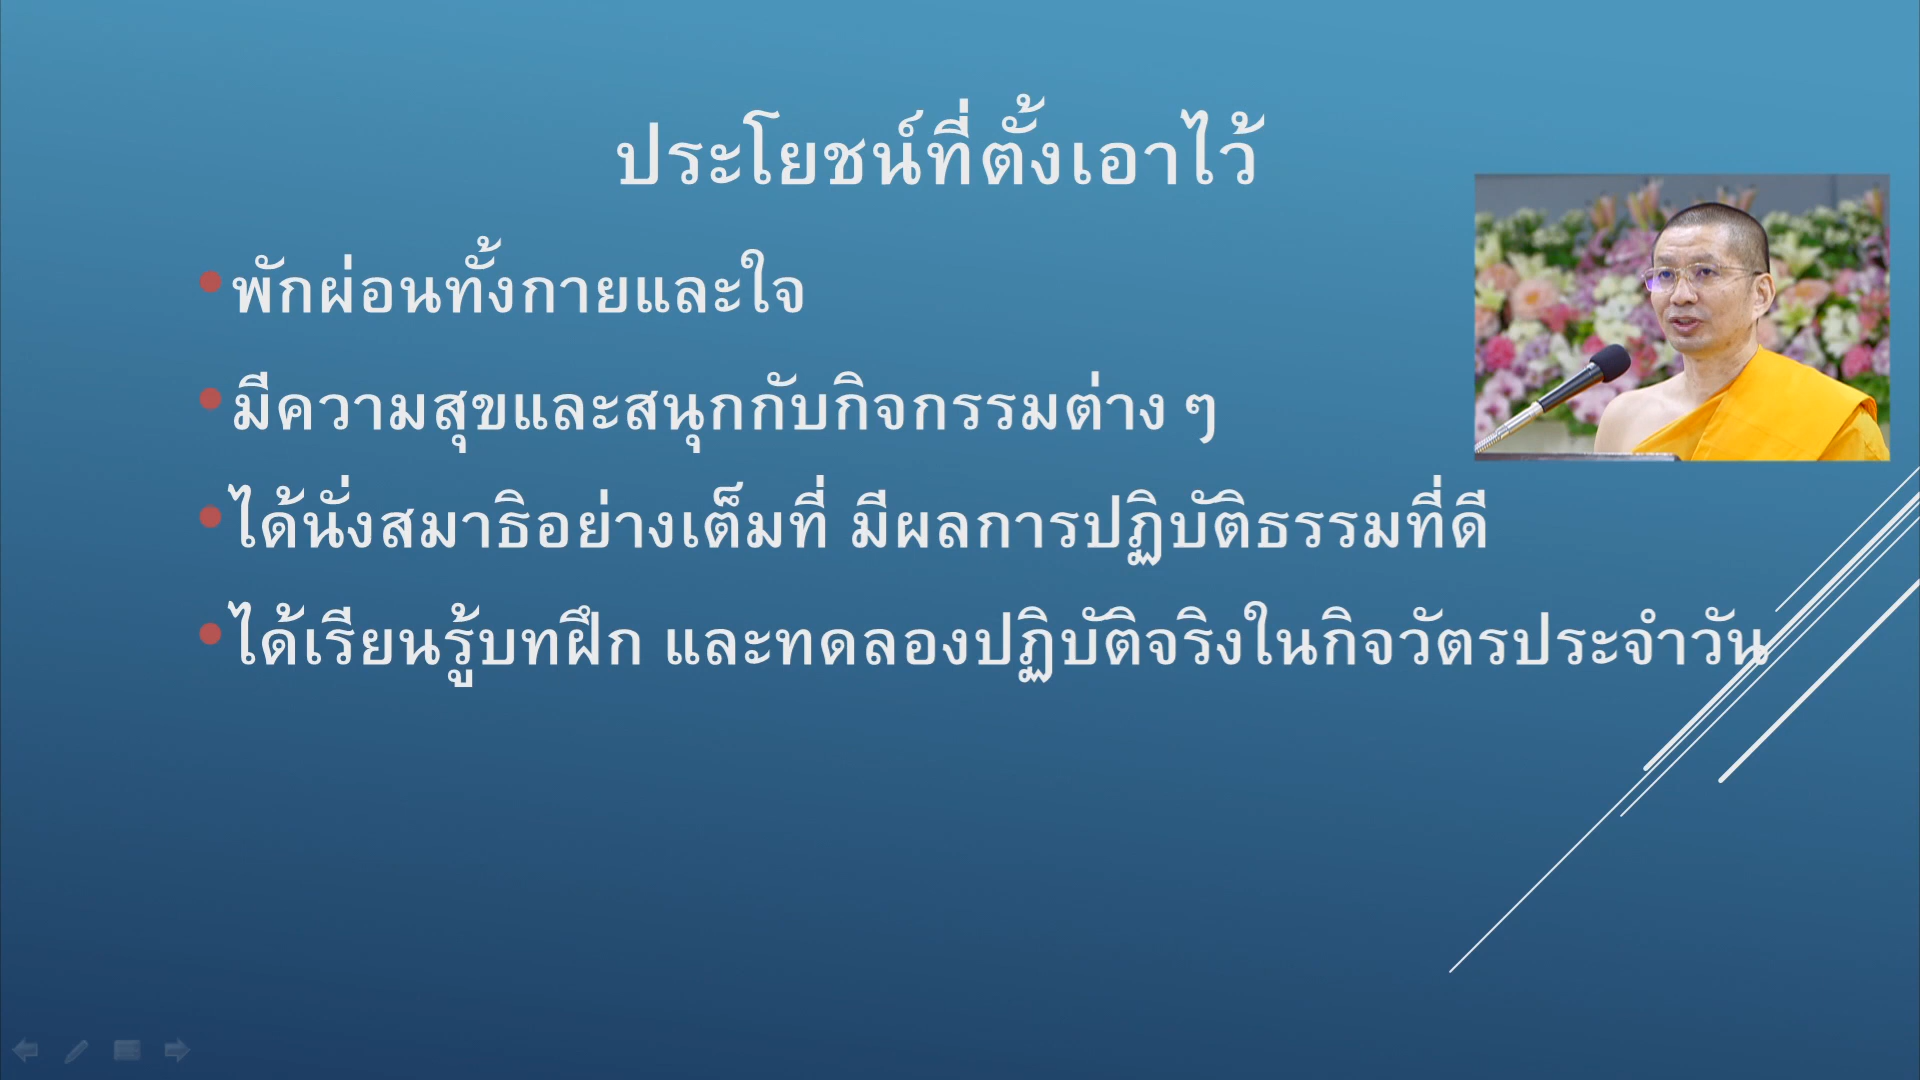 ประโยชน์ที่ตั้งเอาไว้
พักผ่อนทั้งกายและใจ
มีความสุขและสนุกกับกิจกรรมต่าง ๆ
ได้นั่งสมาธิอย่างเต็มที่ มีผลการปฏิบัติธรรมที่ดี
ได้เรียนรู้บทฝึก และทดลองปฏิบัติจริงในกิจวัตรประจำวัน